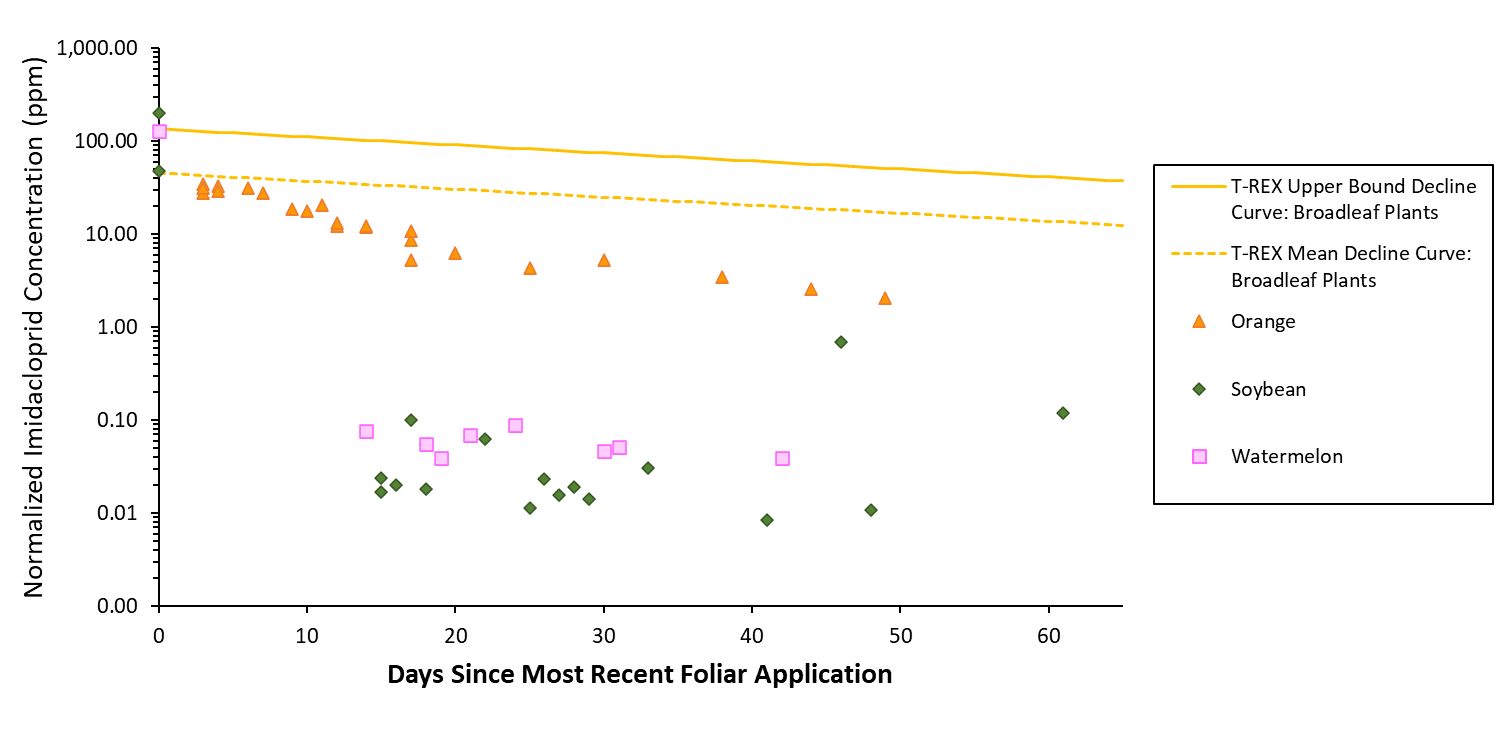 Normalized Imidacloprid Concentration (ppm)
1,000.00
100.00
10.00
1.00
0.10
0.01
0.00
0 10 20 30 40 50 60
Days Since Most Recent Foliar Application
T-REX Upper Bound Decline
Curve: Broadleaf Plants
T-REX Mean Decline Curve:
Broadleaf Plants
Orange
Soybean
Watermelon